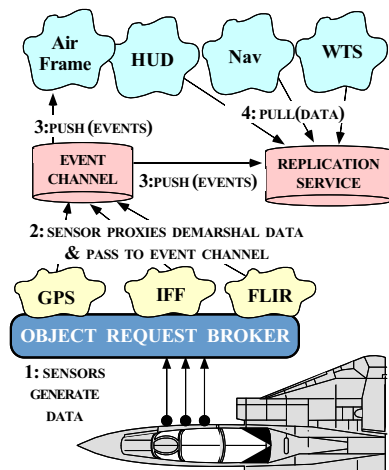 Air
Frame
HUD
Nav
WTS
3: PUSH (EVENTS)
4: PULL(DATA)
EVENT
CHANNEL
3: PUSH (EVENTS)
REPLICATION
SERVICE
2: SENSOR PROXIES DEMARSHAL DATA
& PASS TO EVENT CHANNEL
GPS
IFF
FLIR
OBJECT REQUEST BROKER
1: SENSORS
GENERATE
DATA